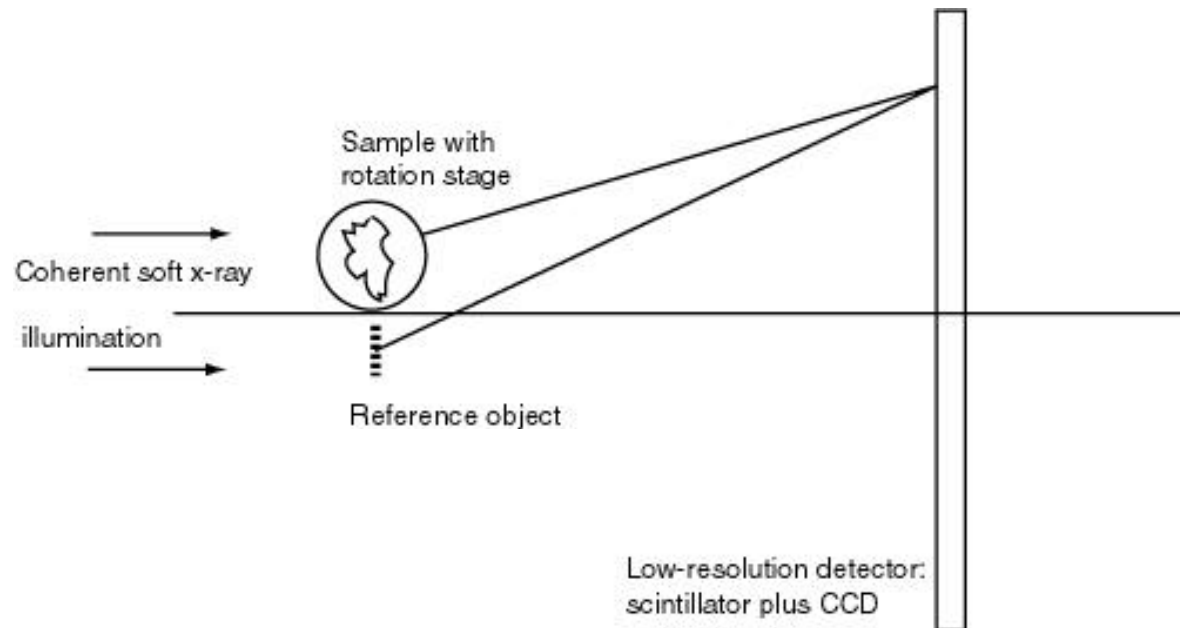 Sample with
rotation stage
Coherent soft x-ray
illumination
Reference object
Low-resolution detector:
scintillator plus CCD